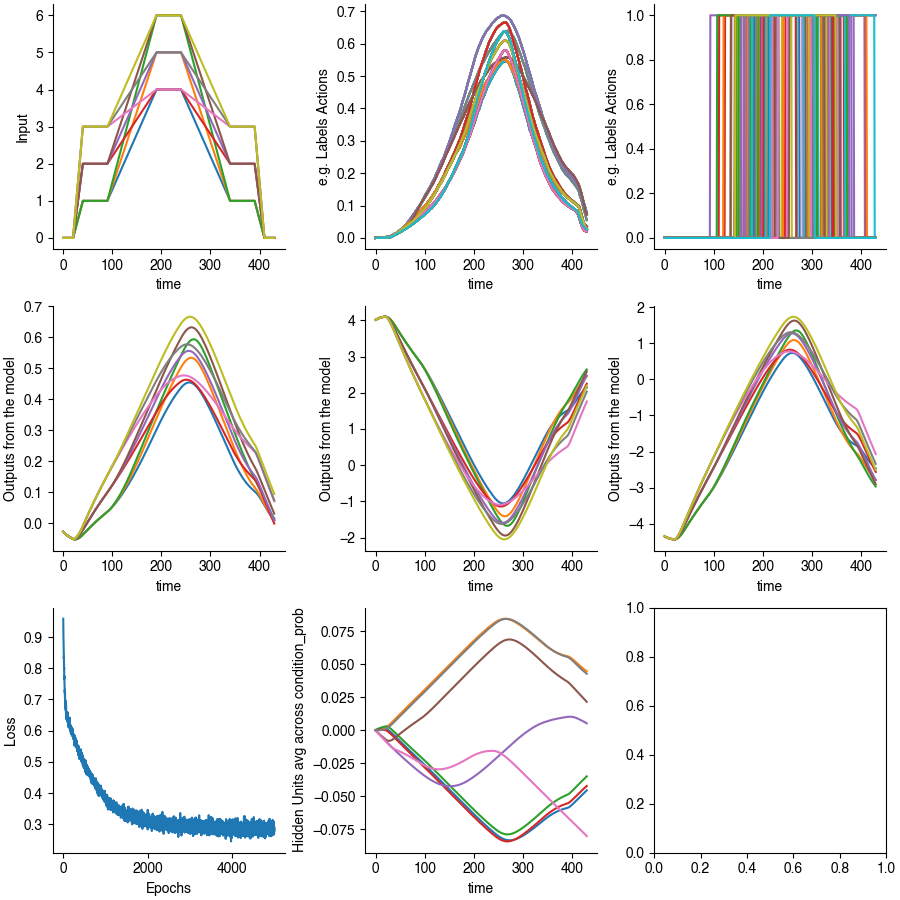 6
5
4
3
2
1
0
Input
0 100 200 300 400
time
0.7
0.6
0.5
0.4
0.3
0.2
0.1
0.0
e.g. Labels Actions
0 100 200 300 400
time
1.0
0.8
0.6
0.4
0.2
0.0
e.g. Labels Actions
0 100 200 300 400
time
0.7
0.6
0.5
0.4
0.3
0.2
0.1
0.0
Outputs from the model
0 100 200 300 400
time
4
3
2
1
0
−1
−2
Outputs from the model
0 100 200 300 400
time
2
1
0
−1
−2
−3
−4
Outputs from the model
0 100 200 300 400
time
0.9
0.8
0.7
0.6
0.5
0.4
0.3
Loss
0 2000 4000
Epochs
0.075
0.050
0.025
0.000
−0.025
−0.050
−0.075
Hidden Units avg across condition_prob
0 100 200 300 400
time
1.0
0.8
0.6
0.4
0.2
0.0
0.0 0.2 0.4 0.6 0.8 1.0